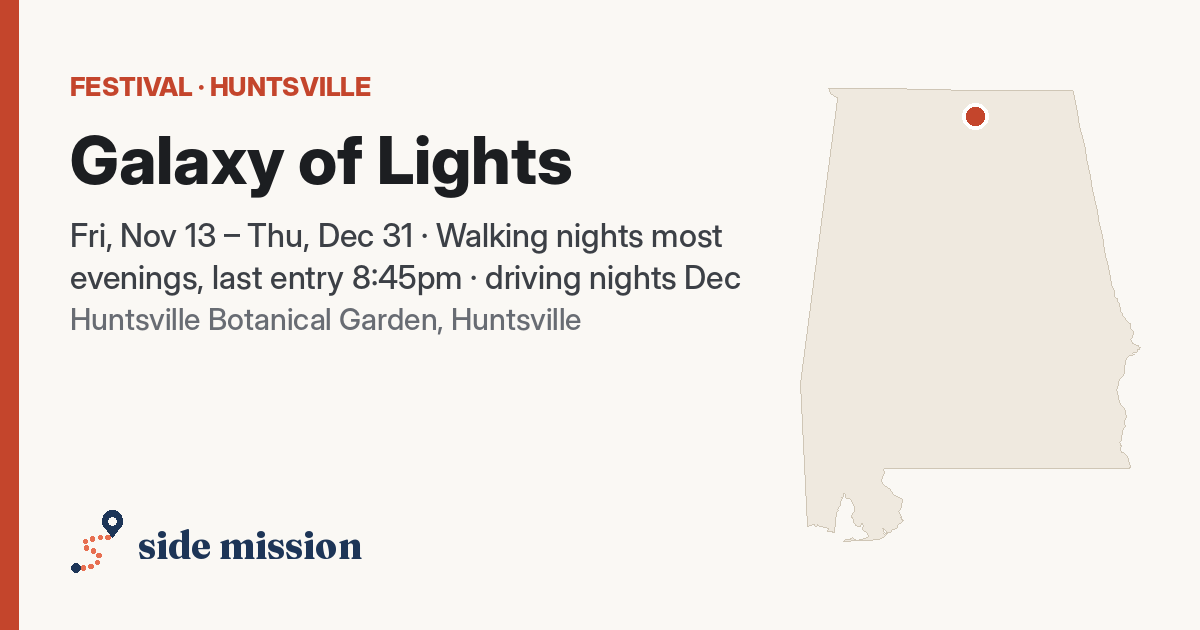 FESTIVAL · HUNTSVILLE
Galaxy of Lights
Fri, Nov 13 – Thu, Dec 31 · Walking nights most
evenings, last entry 8:45pm · driving nights Dec
Huntsville Botanical Garden, Huntsville
side mission